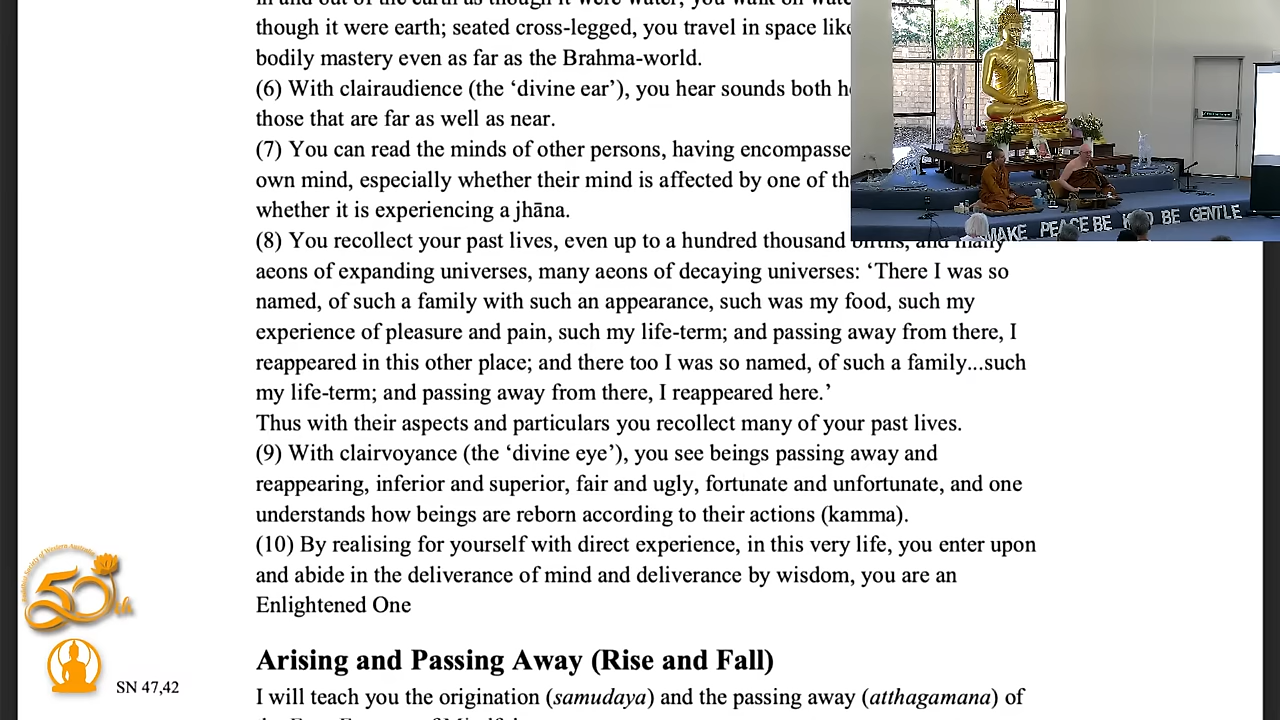 though it were earth; seated cross-legged, you travel in space like
bodily mastery even as far as the Brahma-world.
(6) With clairaudience (the ‘divine ear’), you hear sounds both
those that are far as well as near.
(7) You can read the minds of other persons, having
own mind, especially whether their mind is affected by one of
whether it is experiencing a jhāna.
(8) You recollect your past lives, even up to a hundred thousand births, and many
aeons of expanding universes, many aeons of decaying universes: ‘There I was so
named, of such a family with such an appearance, such was my food, such my
experience of pleasure and pain, such my life-term; and passing away from there, I
reappeared in this other place; and there too I was so named, of such a family...such
my life-term; and passing away from there, I reappeared here.’
Thus with their aspects and particulars you recollect many of your past lives.
(9) With clairvoyance (the ‘divine eye’), you see beings passing away and
reappearing, inferior and superior, fair and ugly, fortunate and unfortunate, and one
understands how beings are reborn according to their actions (kamma).
(10) By realising for yourself with direct experience, in this very life, you enter upon
and abide in the deliverance of mind and deliverance by wisdom, you are an
Enlightened One
Arising and Passing Away (Rise and Fall)
I will teach you the origination (samudaya) and the passing away (atthagamana) of
MAKE PEACE BE BE GENTLE
50th
SN 47,42